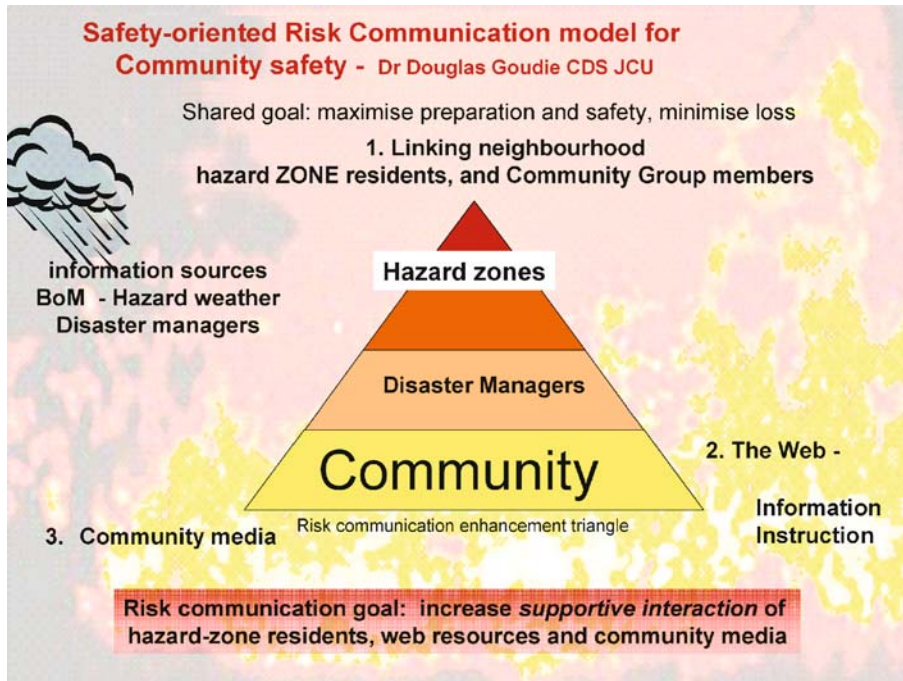 Safety-oriented Risk Communication model for
Community safety - Dr Douglas Goudie CDS JCU
Shared goal: maximise preparation and safety, minimise loss
1. Linking neighbourhood
hazard ZONE residents, and Community Group members
information sources
BoM - Hazard weather
Disaster managers
Hazard zones
Disaster Managers
Community
Risk communication enhancement triangle
2. The Web -
Information
Instruction
3. Community media
Risk communication goal: increase supportive interaction of
hazard-zone residents, web resources and community media